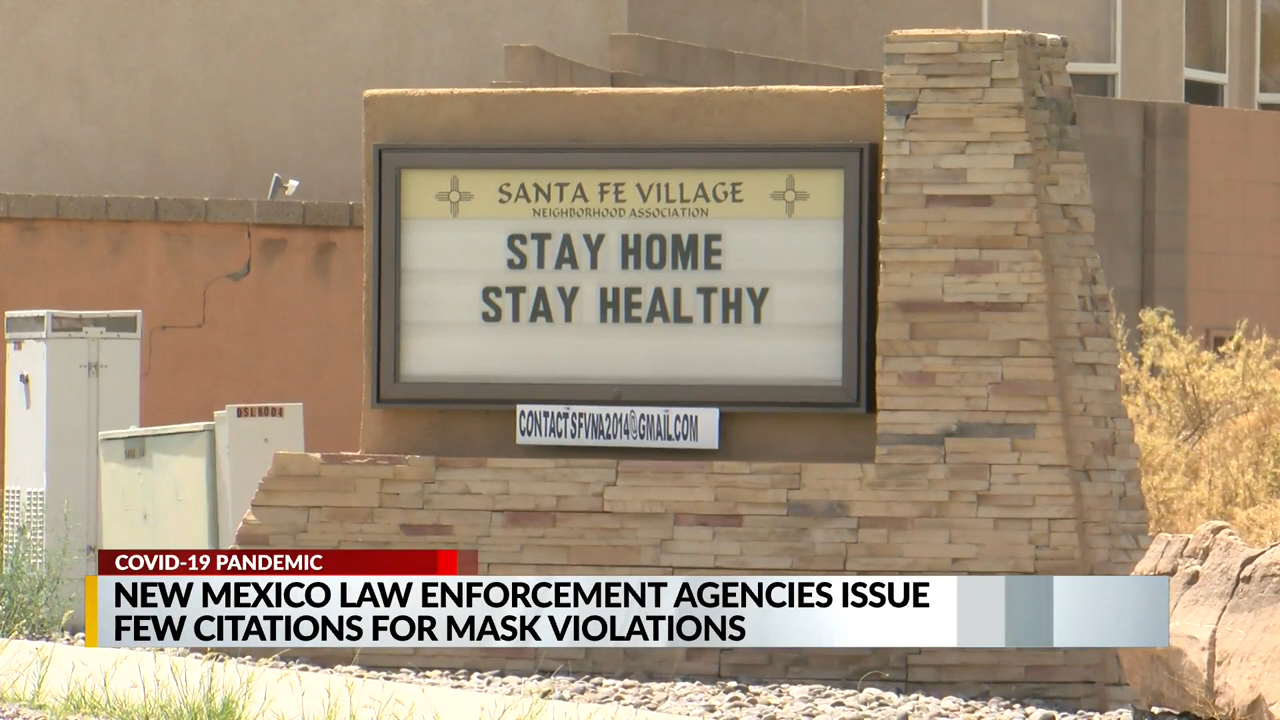 SANTA FE VILLAGE
NEIGHBORHOOD ASSOCIATION
STAY HOME
STAY HEALTHY
CONTACT SFVNA2014@GMAIL.COM
DSL8004
COVID-19 PANDEMIC
NEW MEXICO LAW ENFORCEMENT AGENCIES ISSUE
FEW CITATIONS FOR MASK VIOLATIONS